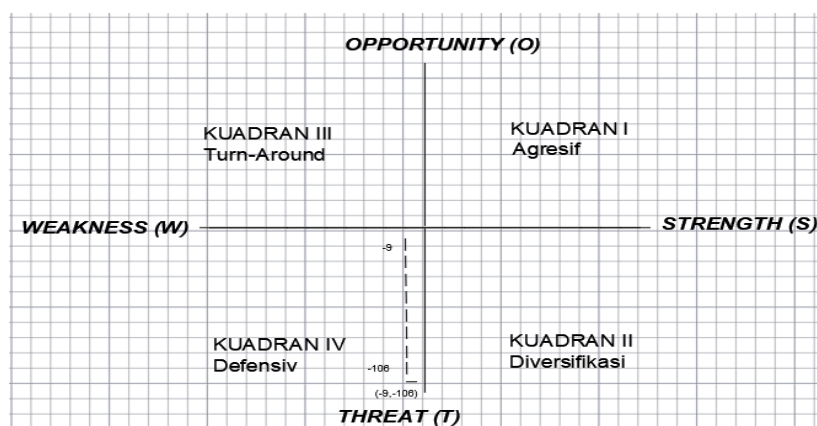 OPPORTUNITY (O)
KUADRAN III
Turn-Around
KUADRAN I
Agresif
WEAKNESS (W)
STRENGTH (S)
-9
KUADRAN IV
Defensiv
KUADRAN II
Diversifikasi
-106
(-9,-106)
THREAT (T)